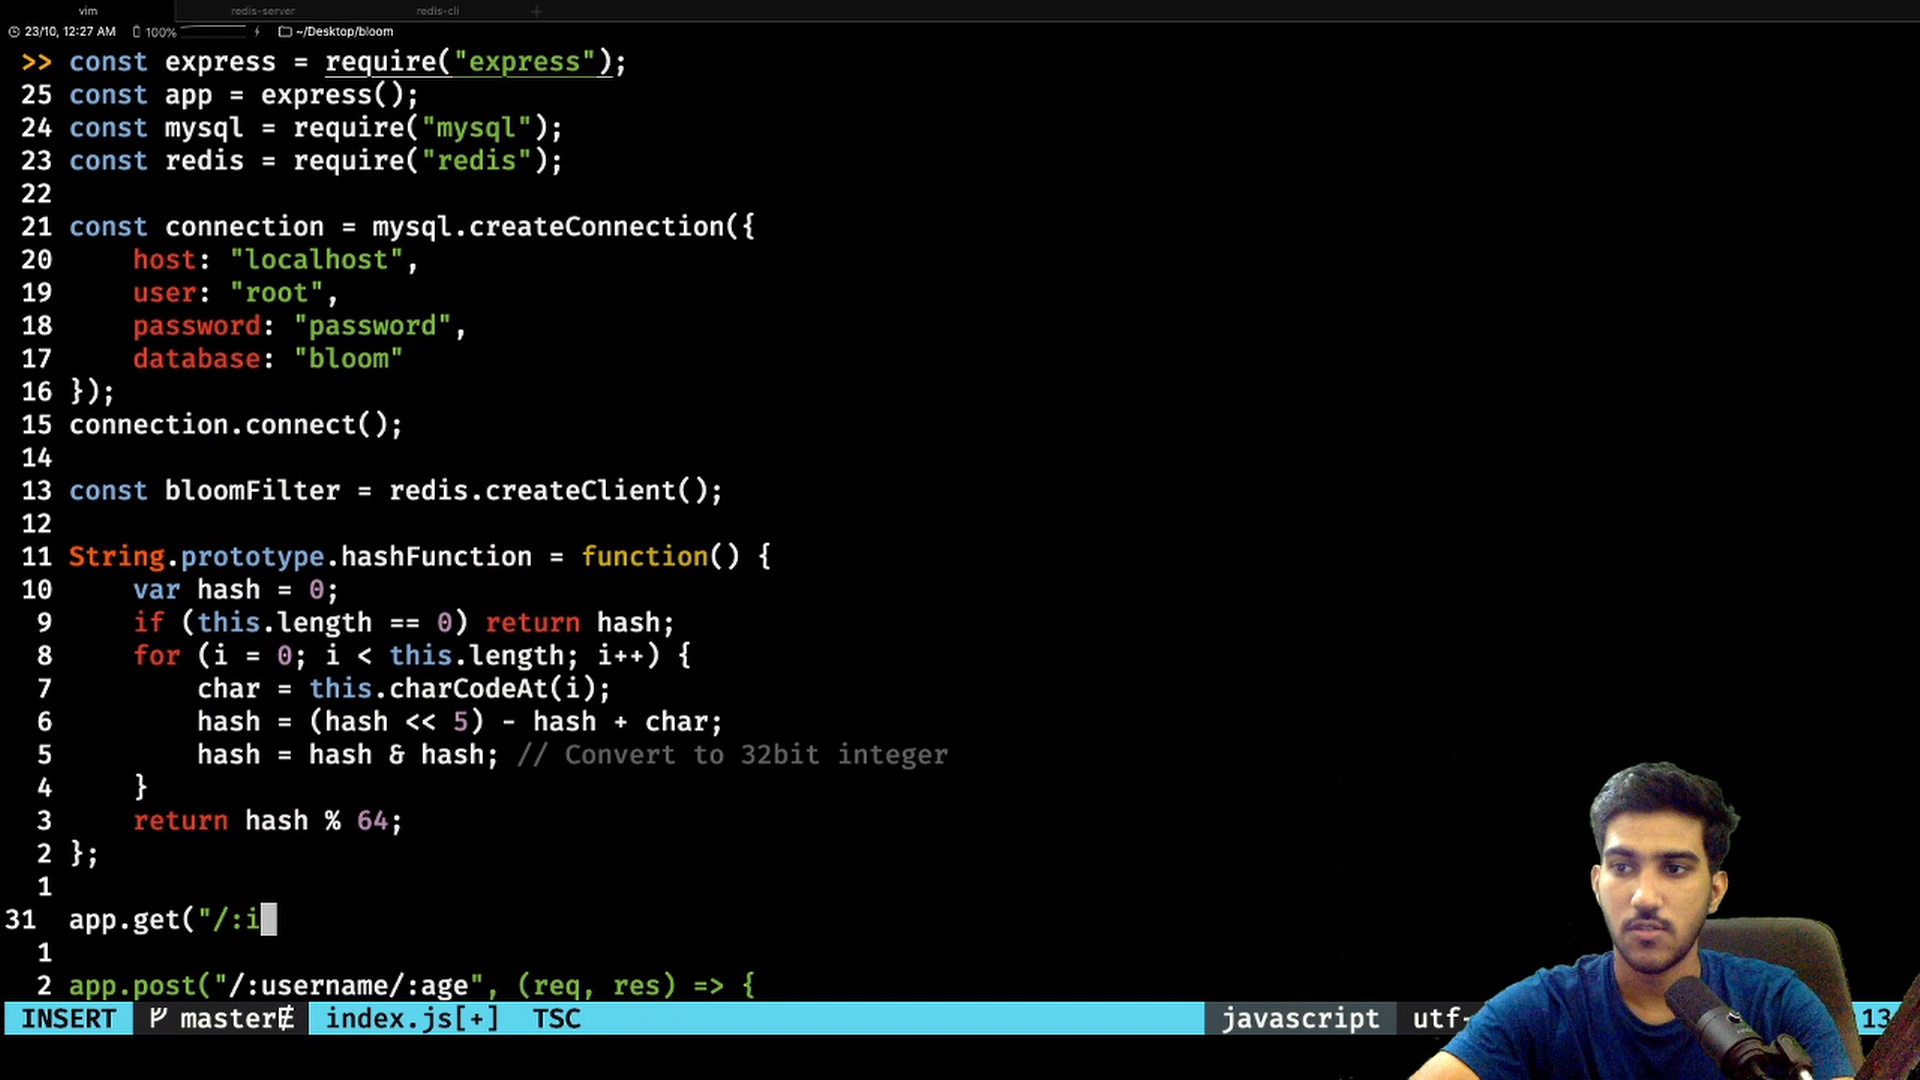 vim redis-server redis-cli +
23/10, 12:27 AM 100% ~/Desktop/bloom
>> const express = require("express");
25 const app = express();
24 const mysql = require("mysql");
23 const redis = require("redis");
22
21 const connection = mysql.createConnection({
20 host: "localhost",
19 user: "root",
18 password: "password",
17 database: "bloom"
16 });
15 connection.connect();
14
13 const bloomFilter = redis.createClient();
12
11 String.prototype.hashFunction = function() {
10 var hash = 0;
9 if (this.length == 0) return hash;
8 for (i = 0; i < this.length; i++) {
7 char = this.charCodeAt(i);
6 hash = (hash << 5) - hash + char;
5 hash = hash & hash; // Convert to 32bit integer
4 }
3 return hash % 64;
2 };
1
31 app.get("/:i
1
2 app.post("/:username/:age", (req, res) => {
INSERT master index.js[+] TSC javascript utf- 13